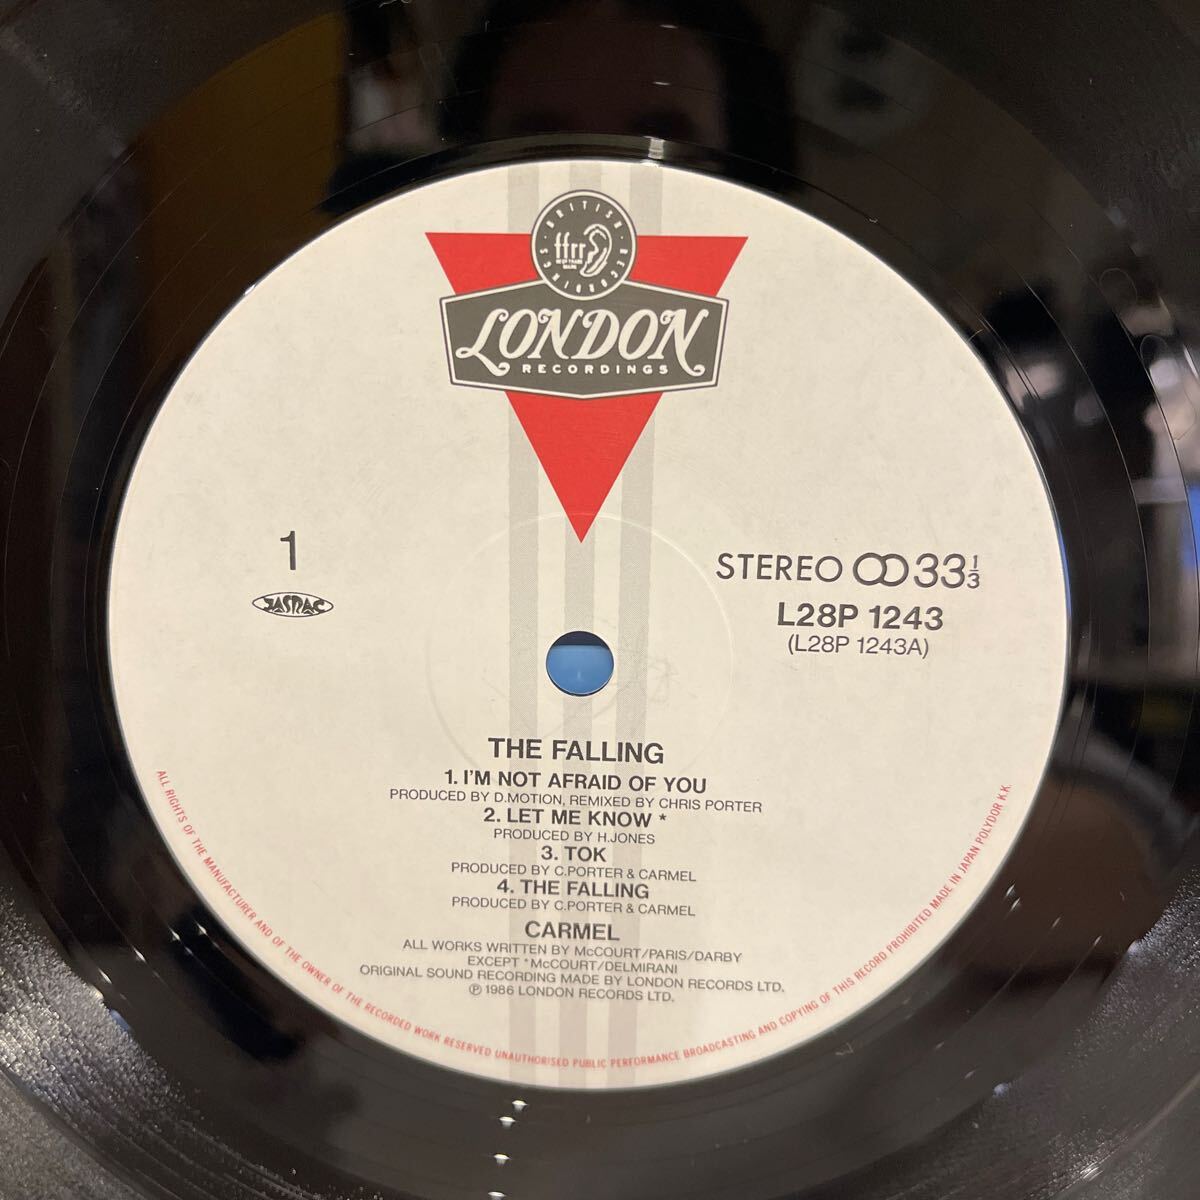 BRITISH RECORDINGS
ffrr
LONDON
RECORDINGS
1
JASRAC
STEREO 33 1/3
L28P 1243
(L28P 1243A)
THE FALLING
1. I'M NOT AFRAID OF YOU
PRODUCED BY D.MOTION, REMIXED BY CHRIS PORTER
2. LET ME KNOW *
PRODUCED BY H.JONES
3. TOK
PRODUCED BY C.PORTER & CARMEL
4. THE FALLING
PRODUCED BY C.PORTER & CARMEL
CARMEL
ALL WORKS WRITTEN BY McCOURT/PARIS/DARBY
EXCEPT *McCOURT/DELMIRANI
ORIGINAL SOUND RECORDING MADE BY LONDON RECORDS LTD.
℗ 1986 LONDON RECORDS LTD.
ALL RIGHTS OF THE MANUFACTURER AND OF THE OWNER OF THE RECORDED WORK RESERVED UNAUTHORISED PUBLIC PERFORMANCE BROADCASTING AND COPYING OF THIS RECORD PROHIBITED MADE IN JAPAN POLYDOR K.K.